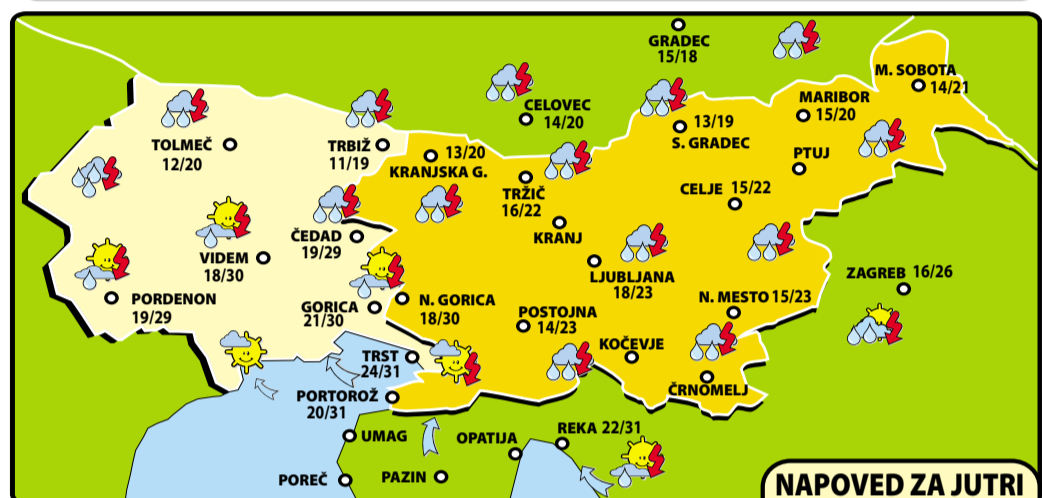 GRADEC
15/18
M. SOBOTA
14/21
CELOVEC
14/20
MARIBOR
15/20
13/19
S. GRADEC
TOLMEČ
12/20
TRBIŽ
11/19
13/20
KRANJSKA G.
PTUJ
TRŽIČ
16/22
CELJE 15/22
KRANJ
ČEDAD
19/29
VIDEM
18/30
LJUBLJANA
18/23
ZAGREB 16/26
PORDENON
19/29
GORICA
21/30
N. GORICA
18/30
N. MESTO 15/23
POSTOJNA
14/23
KOČEVJE
TRST
24/31
ČRNOMELJ
PORTOROŽ
20/31
UMAG
OPATIJA
REKA 22/31
POREČ
PAZIN
NAPOVED ZA JUTRI